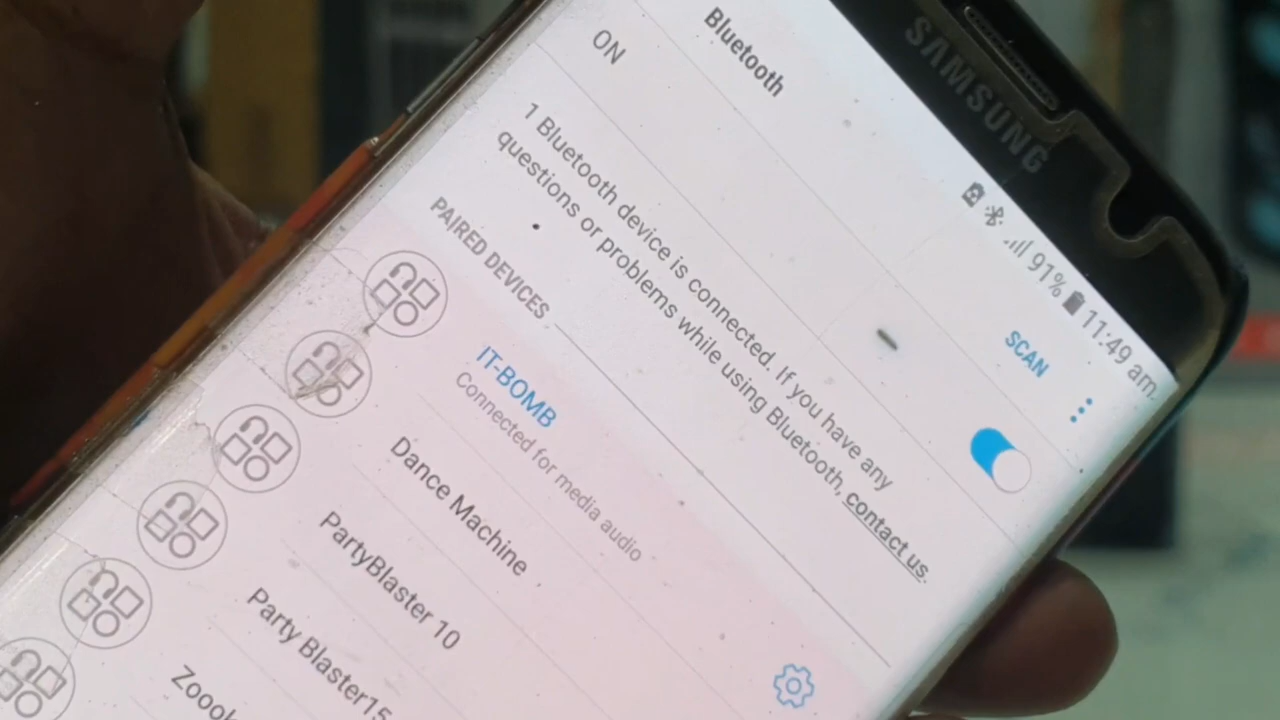 SAMSUNG
91% 11:49 am
Bluetooth
SCAN
ON
1 Bluetooth device is connected. If you have any
questions or problems while using Bluetooth, contact us.
PAIRED DEVICES
IT-BOMB
Connected for media audio
Dance Machine
PartyBlaster 10
Party Blaster15